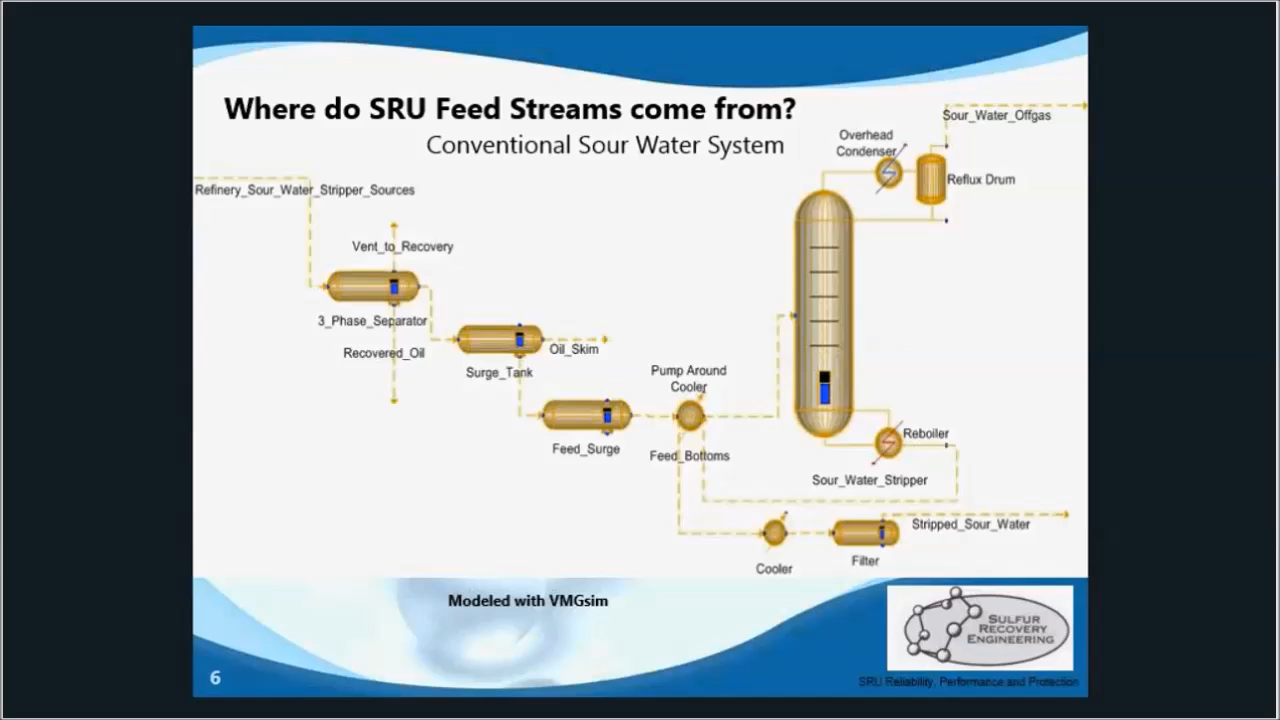 Where do SRU Feed Streams come from?
Conventional Sour Water System
Sour_Water_Offgas
Overhead
Condenser
Reflux Drum
Refinery_Sour_Water_Stripper_Sources
Vent_to_Recovery
3_Phase_Separator
Recovered_Oil
Oil_Skim
Surge_Tank
Pump Around
Cooler
Feed_Surge
Feed_Bottoms
Reboiler
Sour_Water_Stripper
Stripped_Sour_Water
Cooler
Filter
Modeled with VMGsim
SULFUR
RECOVERY
ENGINEERING
6
SRU Reliability, Performance and Protection